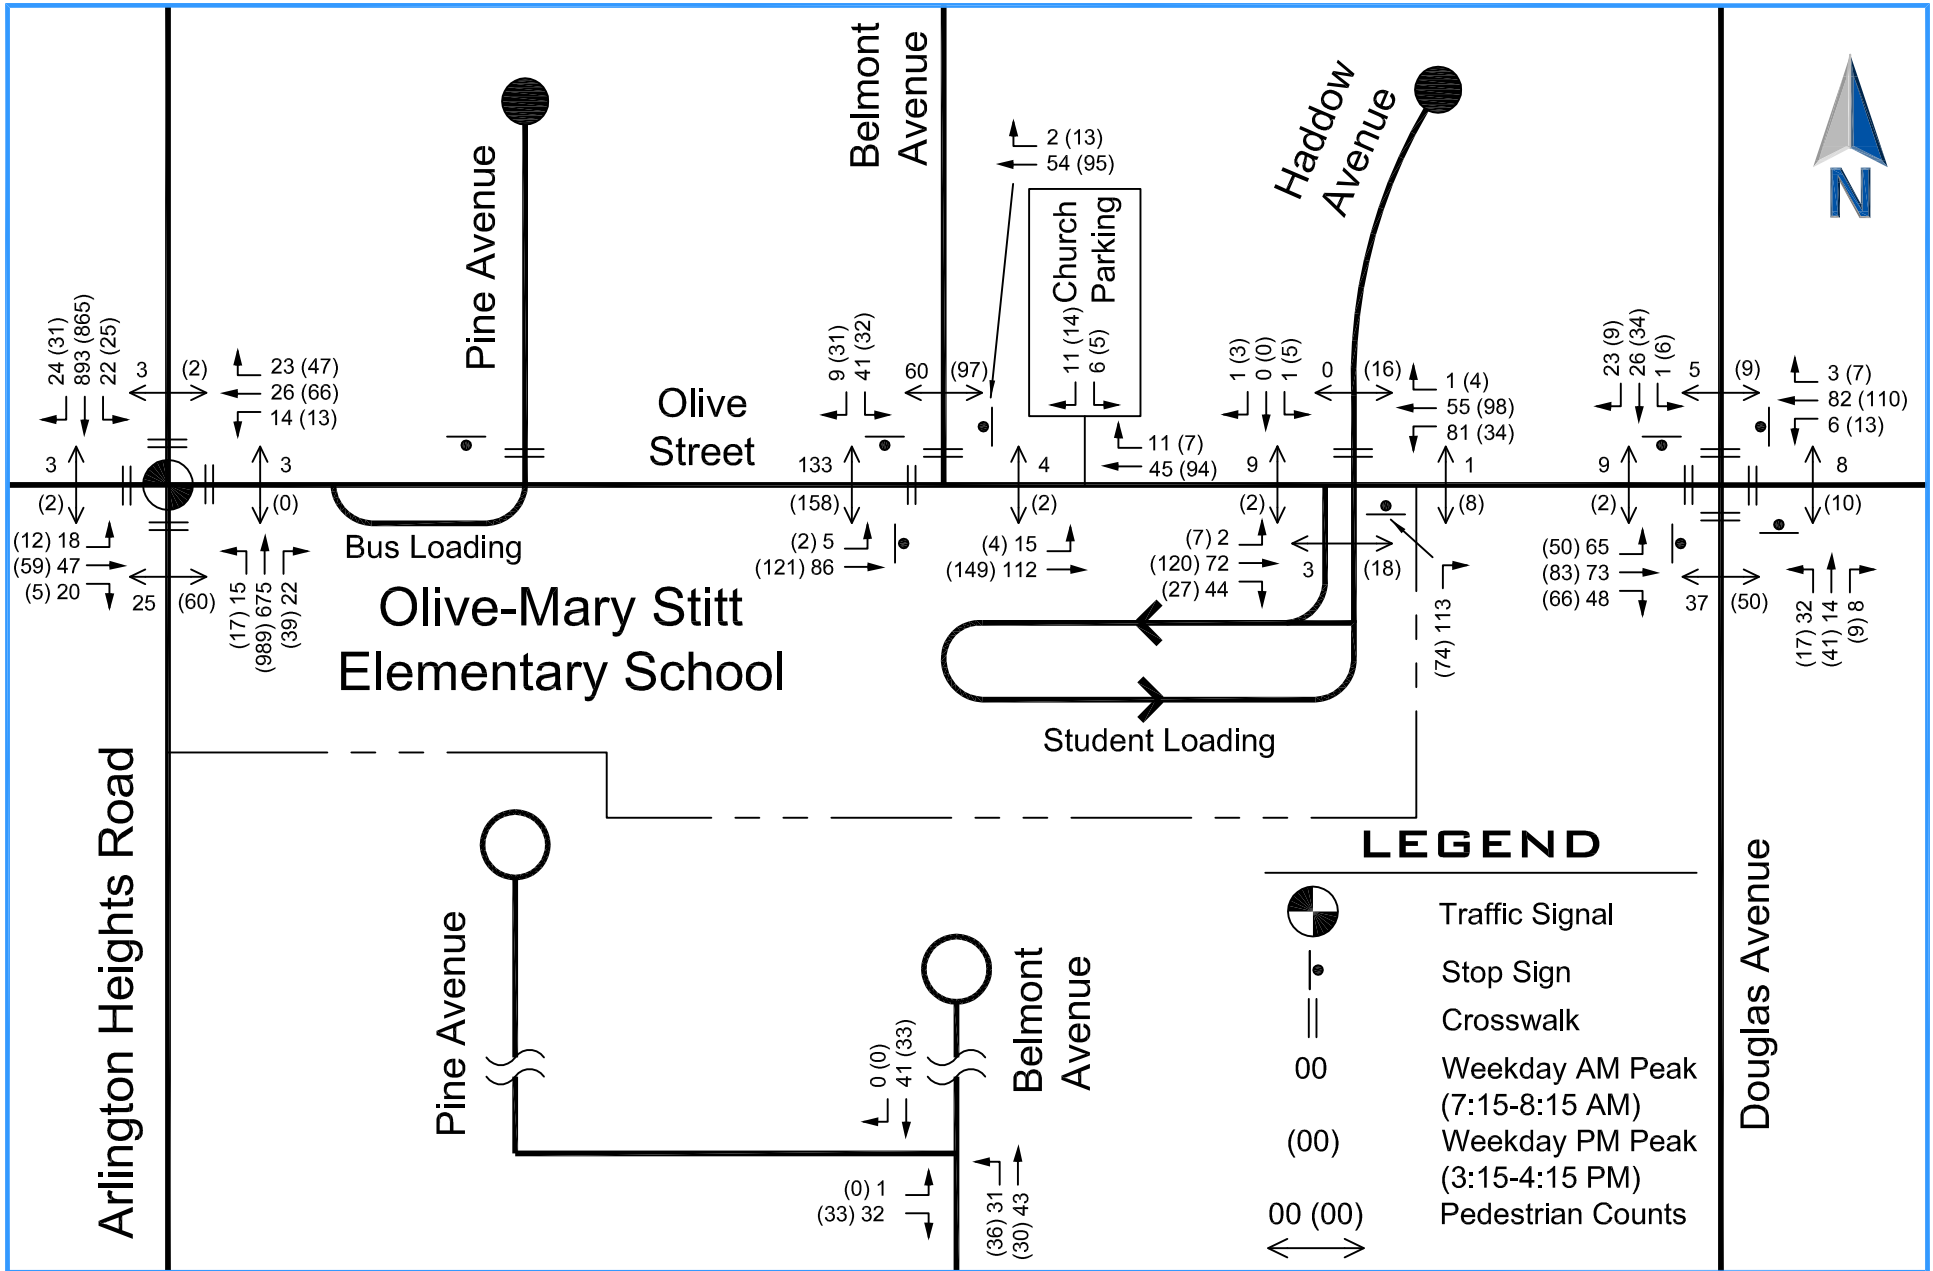 Belmont
Avenue
Haddow
Avenue
Pine Avenue
N
2 (13)
54 (95)
Church
Parking
11 (14)
6 (5)
24 (31)
893 (865)
22 (25)
3 (2)
23 (47)
26 (66)
14 (13)
Olive
Street
9 (31)
41 (32)
60 (97)
11 (7)
45 (94)
1 (3)
0 (0)
1 (5)
0 (16)
1 (4)
55 (98)
81 (34)
23 (9)
26 (34)
1 (6)
5 (9)
3 (7)
82 (110)
6 (13)
3
(2)
3
(0)
133
(158)
4
(2)
9
(2)
1
(8)
9
(2)
8
(10)
(12) 18
(59) 47
(5) 20
25 (60)
(17) 15
(989) 675
(39) 22
Bus Loading
(2) 5
(121) 86
(4) 15
(149) 112
(7) 2
(120) 72
(27) 44
3 (18)
(74) 113
(50) 65
(83) 73
(66) 48
37 (50)
(17) 32
(41) 14
(9) 8
Olive-Mary Stitt
Elementary School
Student Loading
Arlington Heights Road
Douglas Avenue
Pine Avenue
Belmont
Avenue
0 (0)
41 (33)
(0) 1
(33) 32
(36) 31
(30) 43
LEGEND
Traffic Signal
Stop Sign
Crosswalk
00 Weekday AM Peak
(7:15-8:15 AM)
(00) Weekday PM Peak
(3:15-4:15 PM)
00 (00) Pedestrian Counts